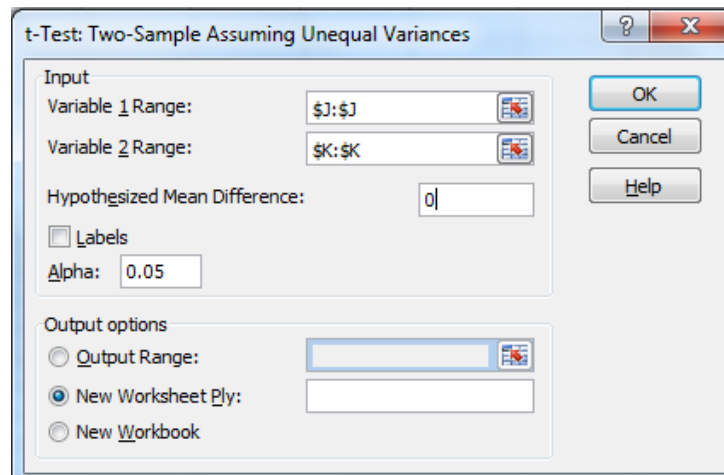 t-Test: Two-Sample Assuming Unequal Variances
Input
Variable 1 Range: $J:$J
Variable 2 Range: $K:$K
Hypothesized Mean Difference: 0
Labels
Alpha: 0.05
OK
Cancel
Help
Output options
Output Range:
New Worksheet Ply:
New Workbook